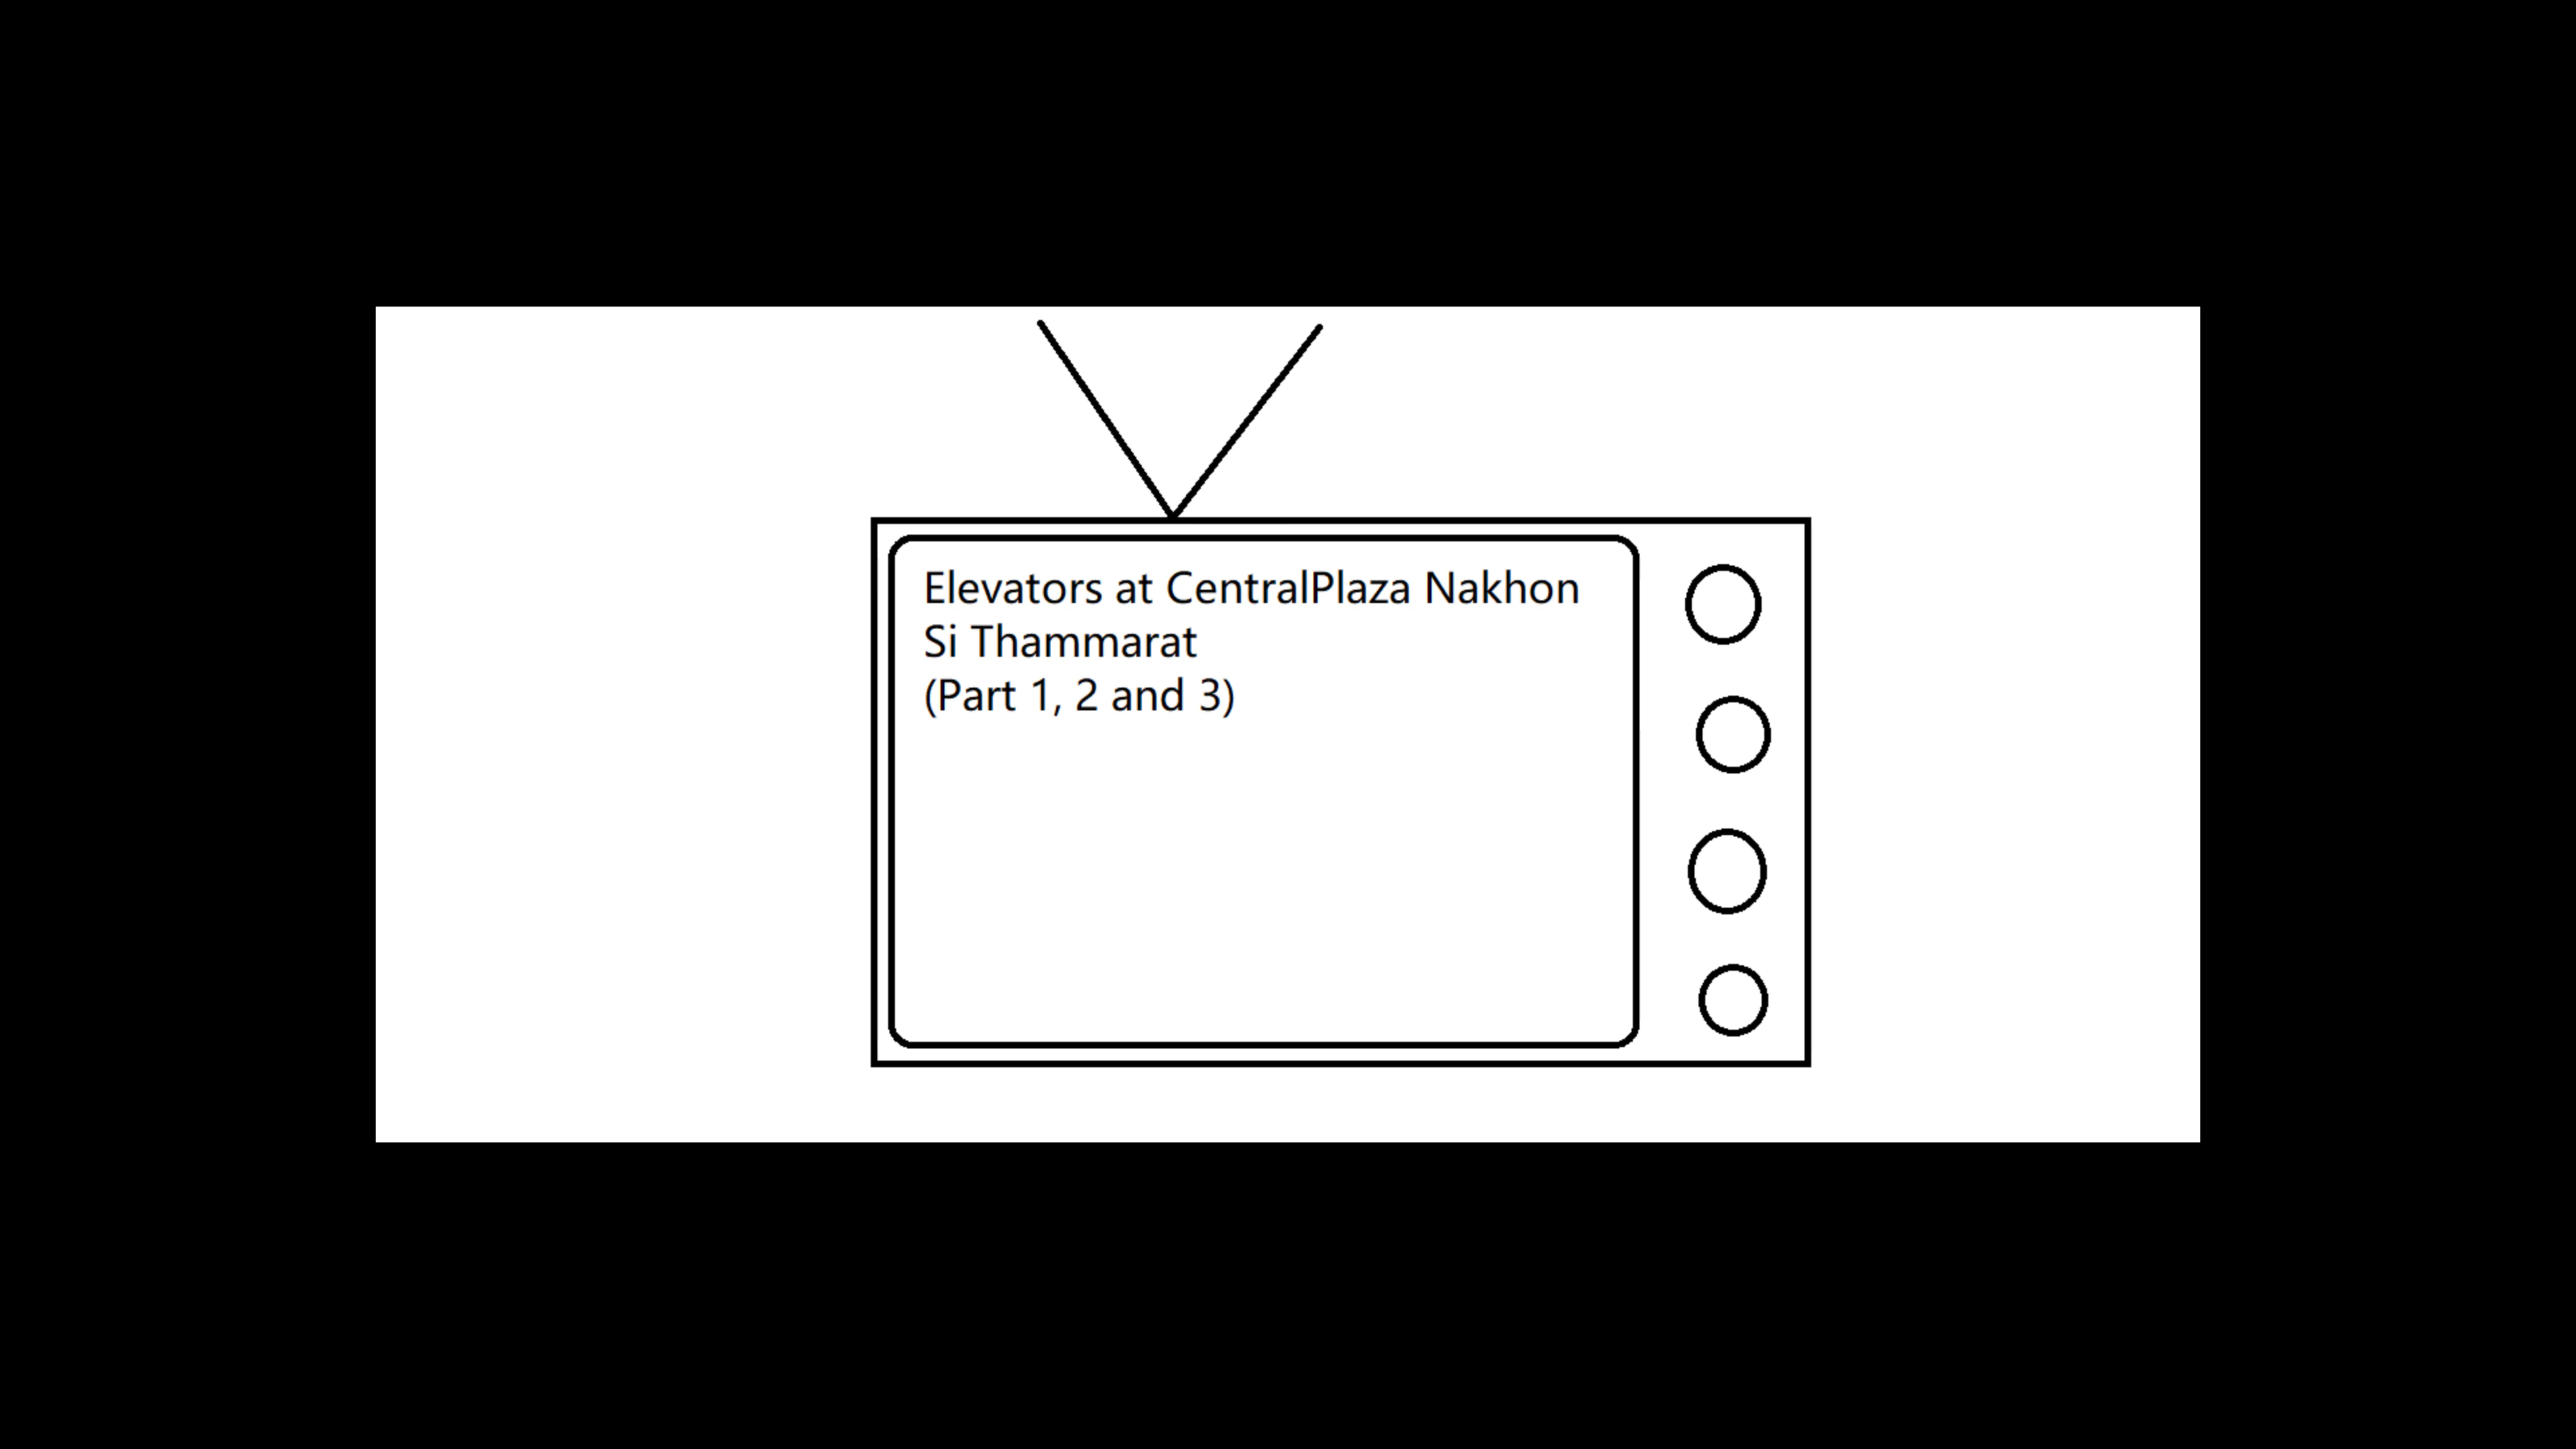 Elevators at CentralPlaza Nakhon
Si Thammarat
(Part 1, 2 and 3)